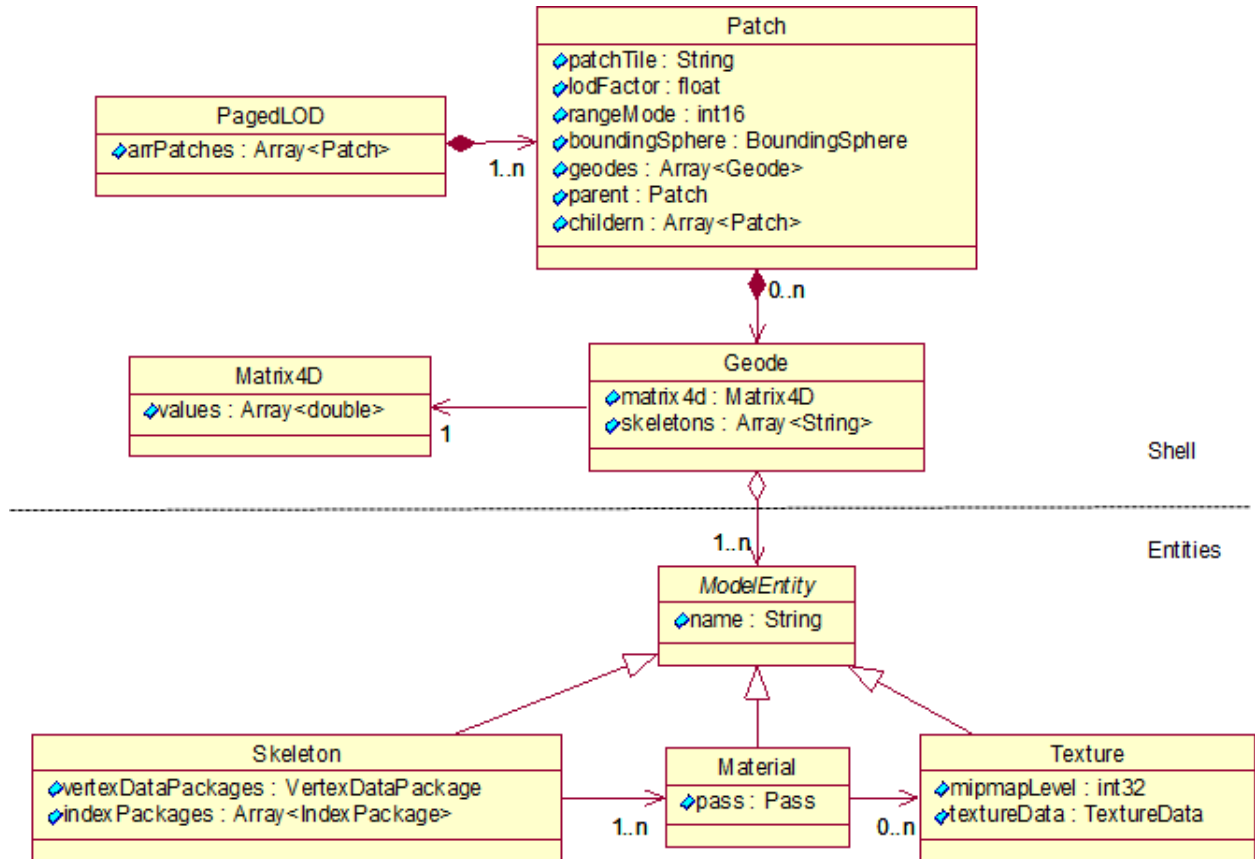 Patch
patchTile : String
lodFactor : float
rangeMode : int16
boundingSphere : BoundingSphere
geodes : Array<Geode>
parent : Patch
childern : Array<Patch>
PagedLOD
arrPatches : Array<Patch>
1..n
0..n
Matrix4D
values : Array<double>
1
Geode
matrix4d : Matrix4D
skeletons : Array<String>
Shell
1..n
Entities
ModelEntity
name : String
Skeleton
vertexDataPackages : VertexDataPackage
indexPackages : Array<IndexPackage>
1..n
Material
pass : Pass
0..n
Texture
mipmapLevel : int32
textureData : TextureData